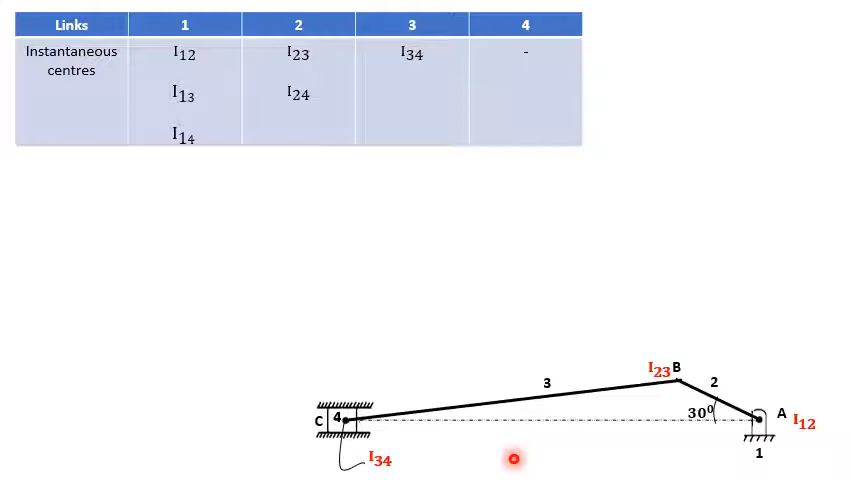 Links 1 2 3 4
Instantaneous centres I₁₂ I₂₃ I₃₄ -
I₁₃ I₂₄
I₁₄
I₂₃ B
3 2
C 4 30⁰ A I₁₂
I₃₄ 1